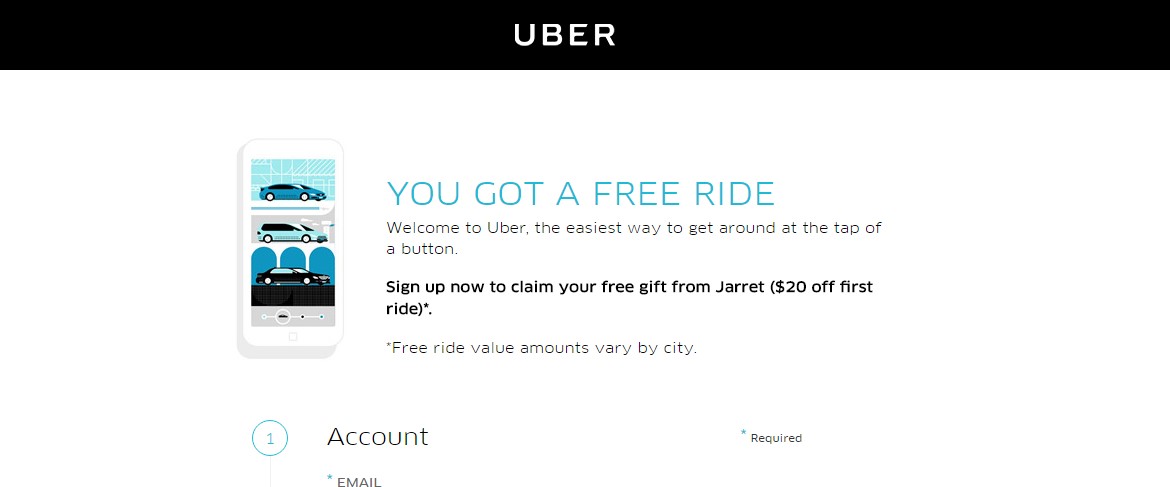 UBER
YOU GOT A FREE RIDE
Welcome to Uber, the easiest way to get around at the tap of
a button.
Sign up now to claim your free gift from Jarret ($20 off first
ride)*.
*Free ride value amounts vary by city.
1 Account * Required
* EMAIL